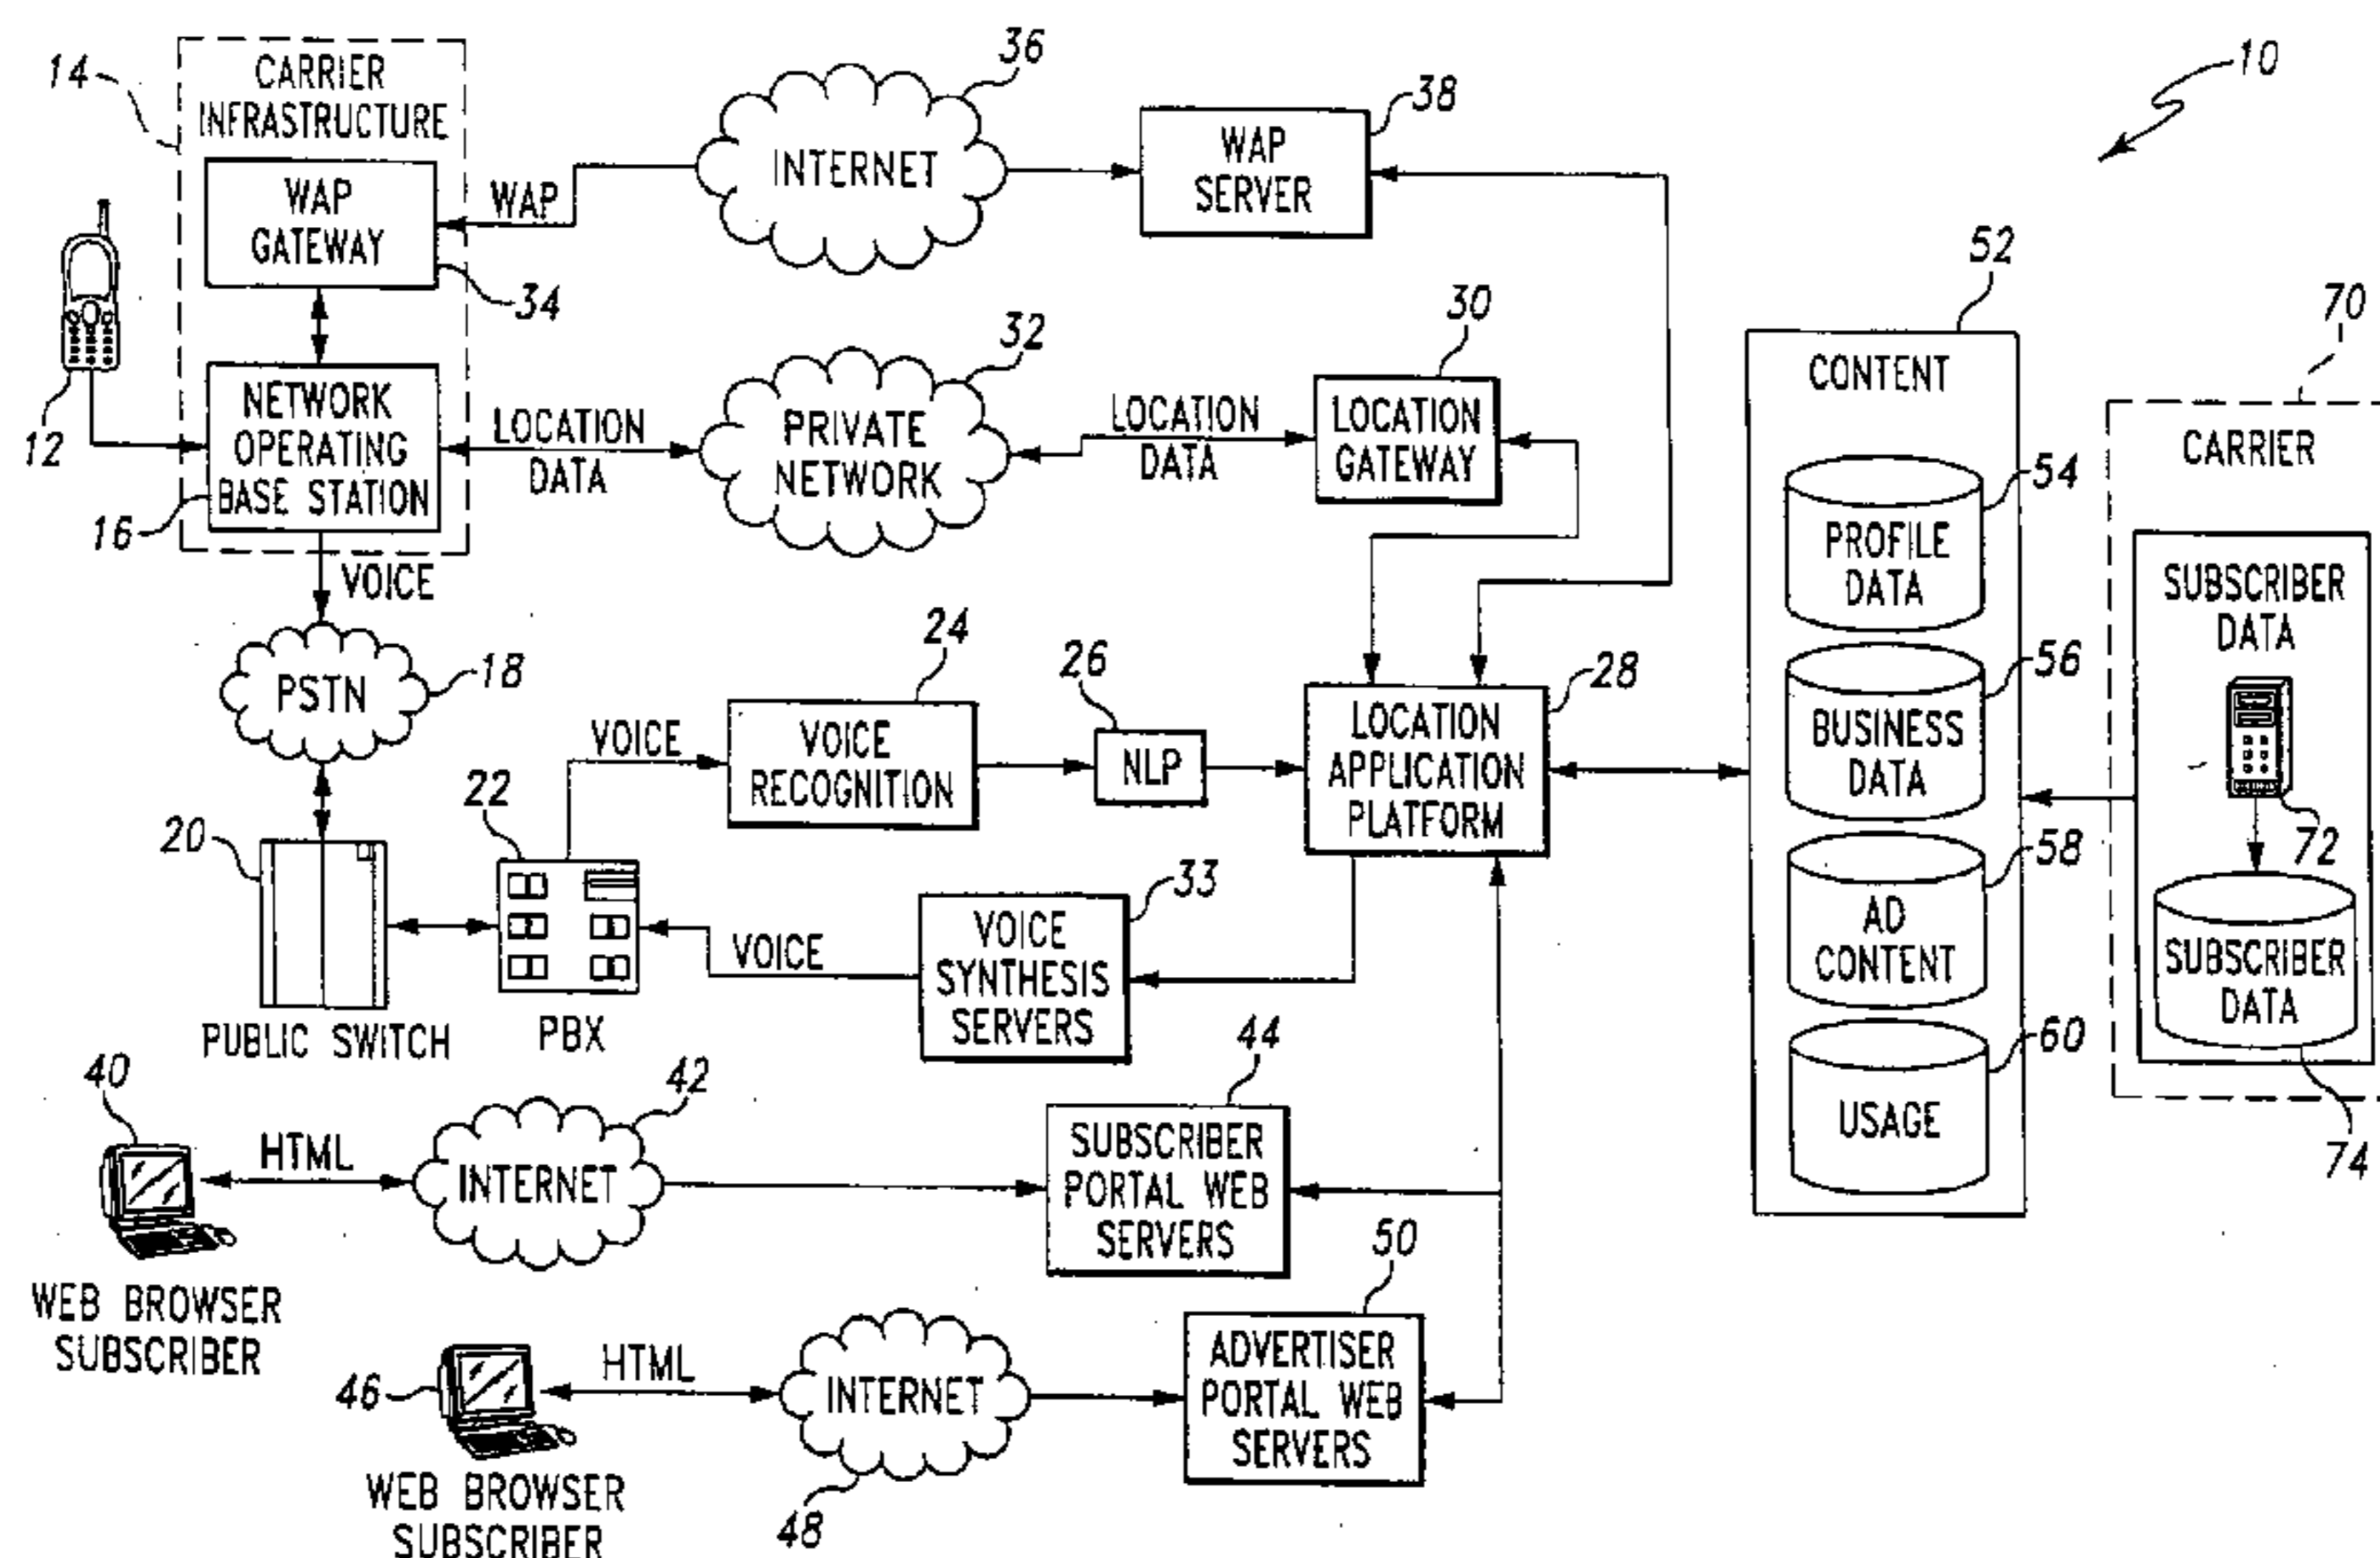 14
CARRIER
INFRASTRUCTURE
WAP
GATEWAY
34
WAP
36
INTERNET
38
WAP
SERVER
10
12
NETWORK
OPERATING
BASE STATION
16
LOCATION
DATA
32
PRIVATE
NETWORK
LOCATION
DATA
30
LOCATION
GATEWAY
VOICE
PSTN
18
20
PUBLIC SWITCH
22
PBX
VOICE
24
VOICE
RECOGNITION
26
NLP
28
LOCATION
APPLICATION
PLATFORM
33
VOICE
SYNTHESIS
SERVERS
VOICE
52
CONTENT
54
PROFILE
DATA
56
BUSINESS
DATA
58
AD
CONTENT
60
USAGE
70
CARRIER
SUBSCRIBER
DATA
72
SUBSCRIBER
DATA
74
40
WEB BROWSER
SUBSCRIBER
HTML
42
INTERNET
44
SUBSCRIBER
PORTAL WEB
SERVERS
46
WEB BROWSER
SUBSCRIBER
HTML
INTERNET
48
50
ADVERTISER
PORTAL WEB
SERVERS